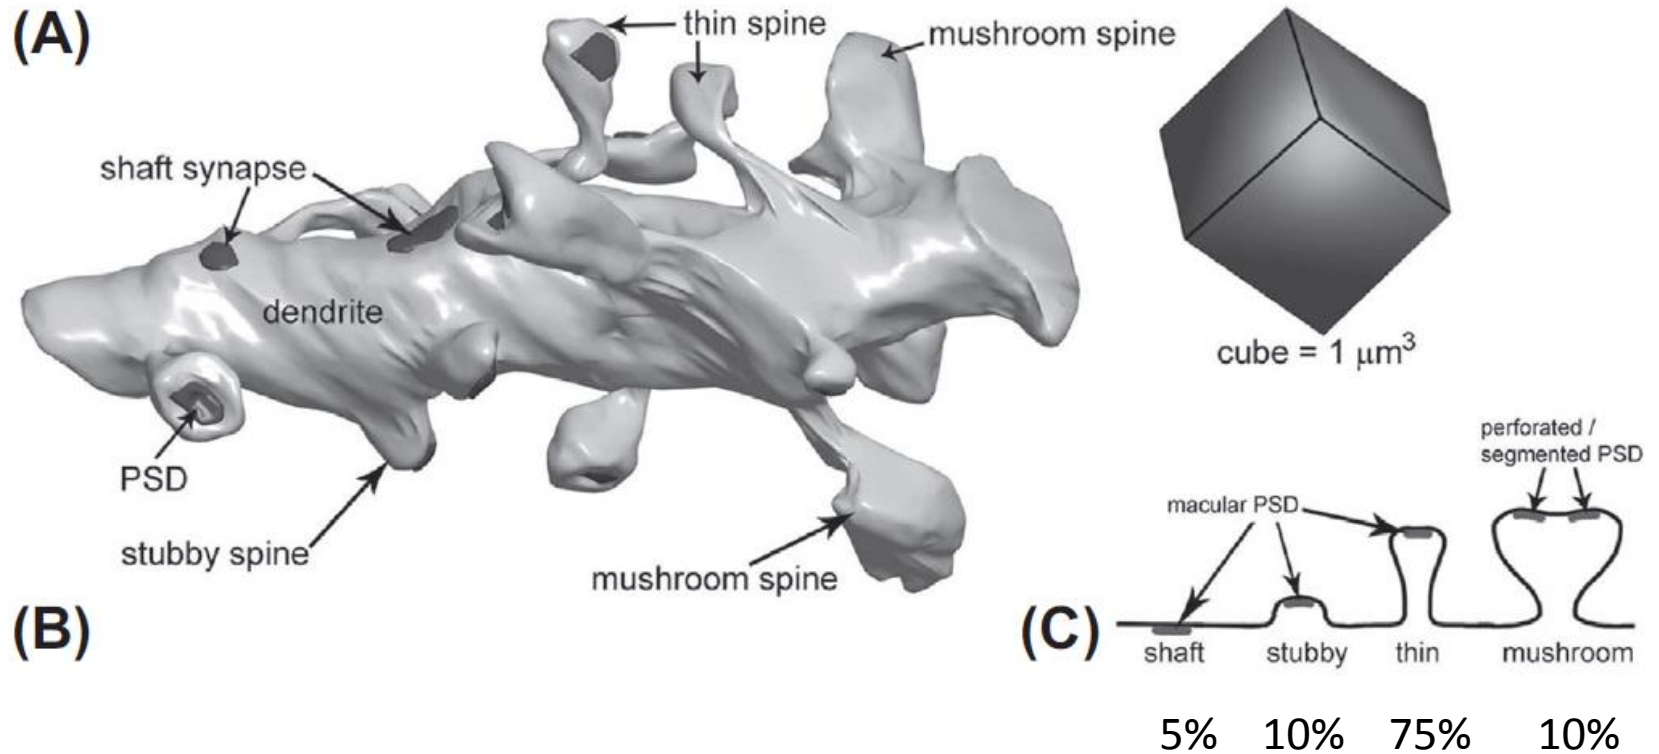 (A)
thin spine
mushroom spine
shaft synapse
dendrite
cube = 1 μm³
PSD
stubby spine
mushroom spine
(B)
(C)
perforated /
segmented PSD
macular PSD
shaft stubby thin mushroom
5% 10% 75% 10%